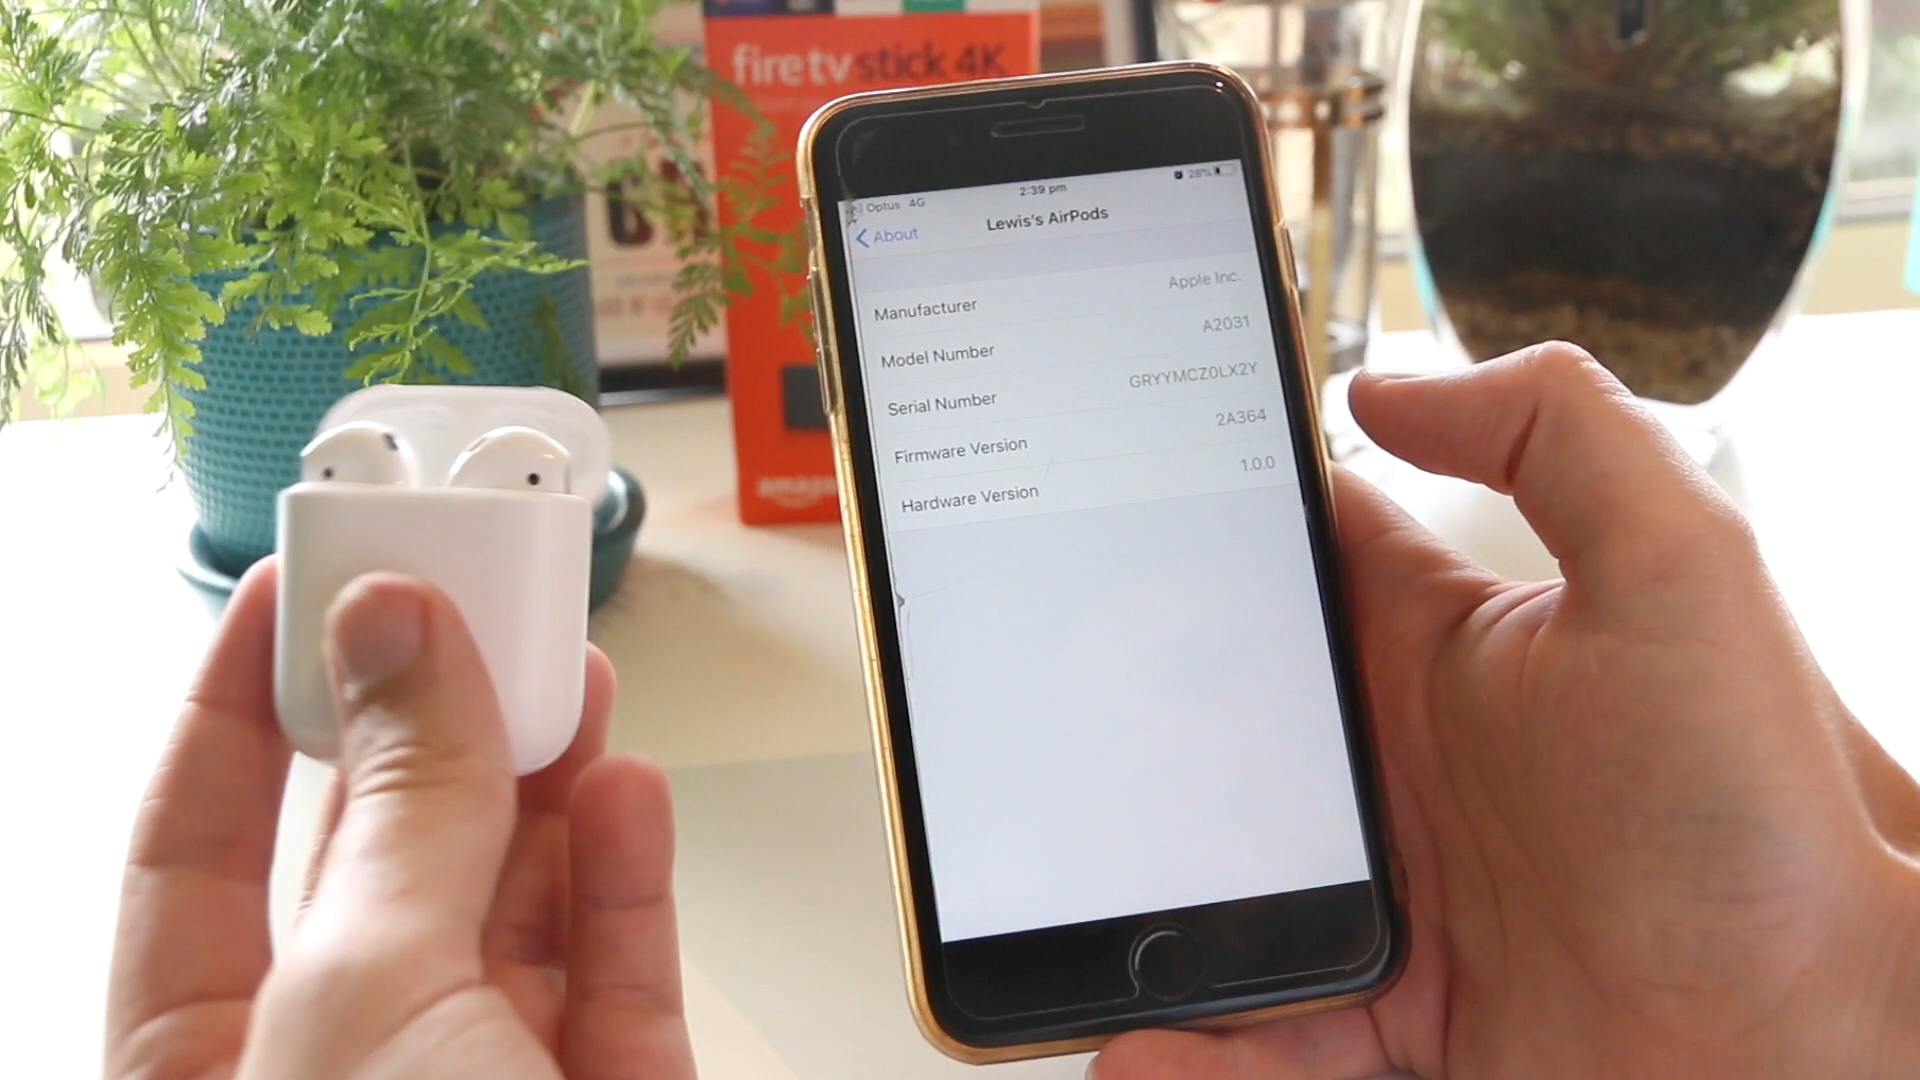 fire tv stick 4K
Optus 4G
2:39 pm
28%
About
Lewis's AirPods
Manufacturer
Apple Inc.
Model Number
A2031
Serial Number
GRYYMCZ0LX2Y
Firmware Version
2A364
Hardware Version
1.0.0